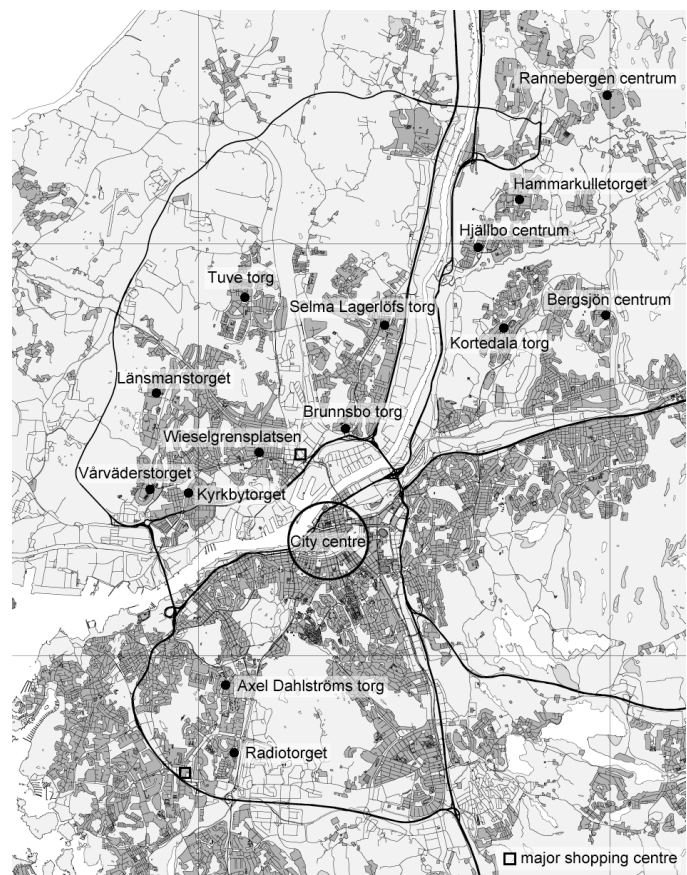 Rannebergen centrum
Hammarkulletorget
Hjällbo centrum
Tuve torg
Selma Lagerlöfs torg
Bergsjön centrum
Kortedala torg
Länsmanstorget
Brunnsbo torg
Wieselgrensplatsen
Vårväderstorget
Kyrkbytorget
City centre
Axel Dahlströms torg
Radiotorget
major shopping centre